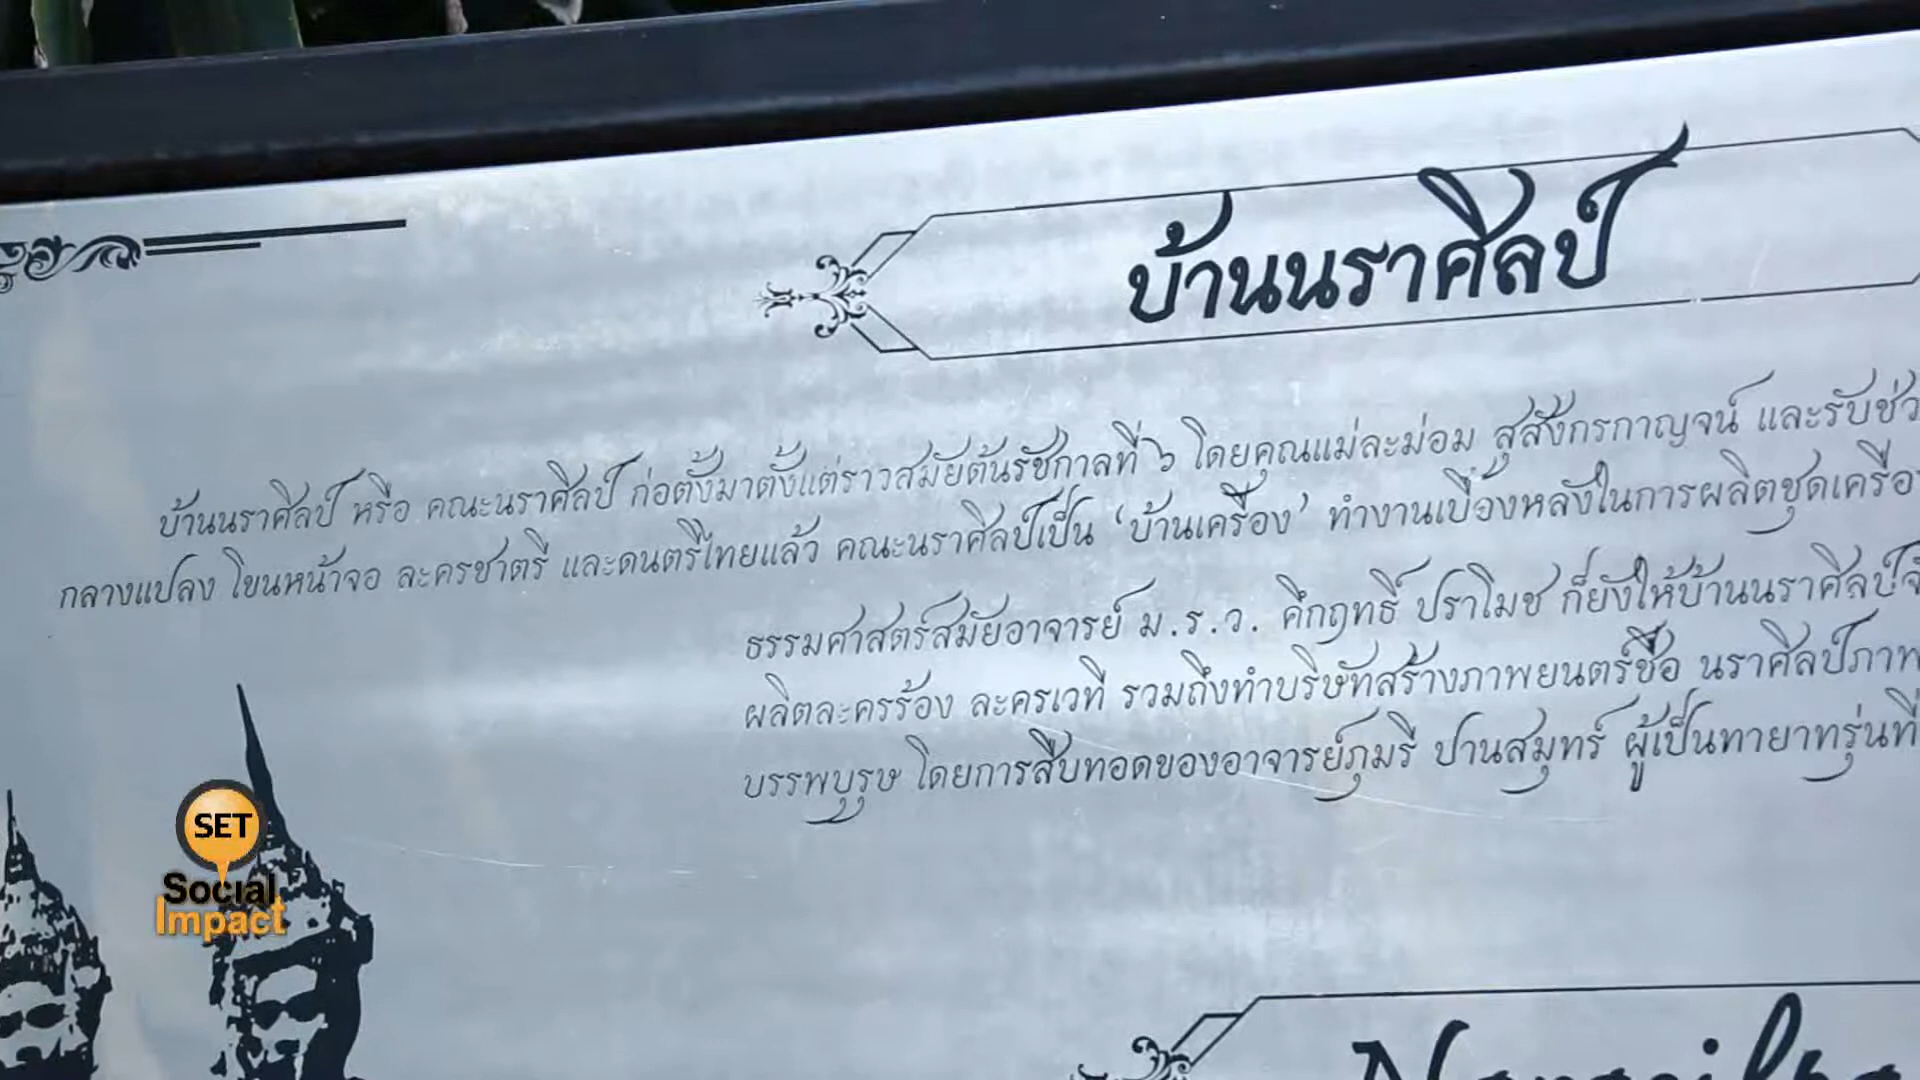 บ้านนราศิลป์
บ้านนราศิลป์ หรือ คณะนราศิลป์ ก่อตั้งมาตั้งแต่ราวสมัยต้นรัชกาลที่ ๖ โดยคุณแม่ละม่อม สุสังกรกาญจน์ และรับช่ว
กลางแปลง โขนหน้าจอ ละครชาตรี และดนตรีไทยแล้ว คณะนราศิลป์เป็น ‘บ้านเครื่อง’ ทำงานเบื้องหลังในการผลิตชุดเครื่อ
ธรรมศาสตร์สมัยอาจารย์ ม.ร.ว. คึกฤทธิ์ ปราโมช ก็ยังให้บ้านนราศิลป์จั
ผลิตละครร้อง ละครเวที รวมถึงทำบริษัทสร้างภาพยนตร์ชื่อ นราศิลป์ภาพ
บรรพบุรุษ โดยการสืบทอดของอาจารย์ภุมรี ปานสมุทร์ ผู้เป็นทายาทรุ่นที่
SET
Social
Impact